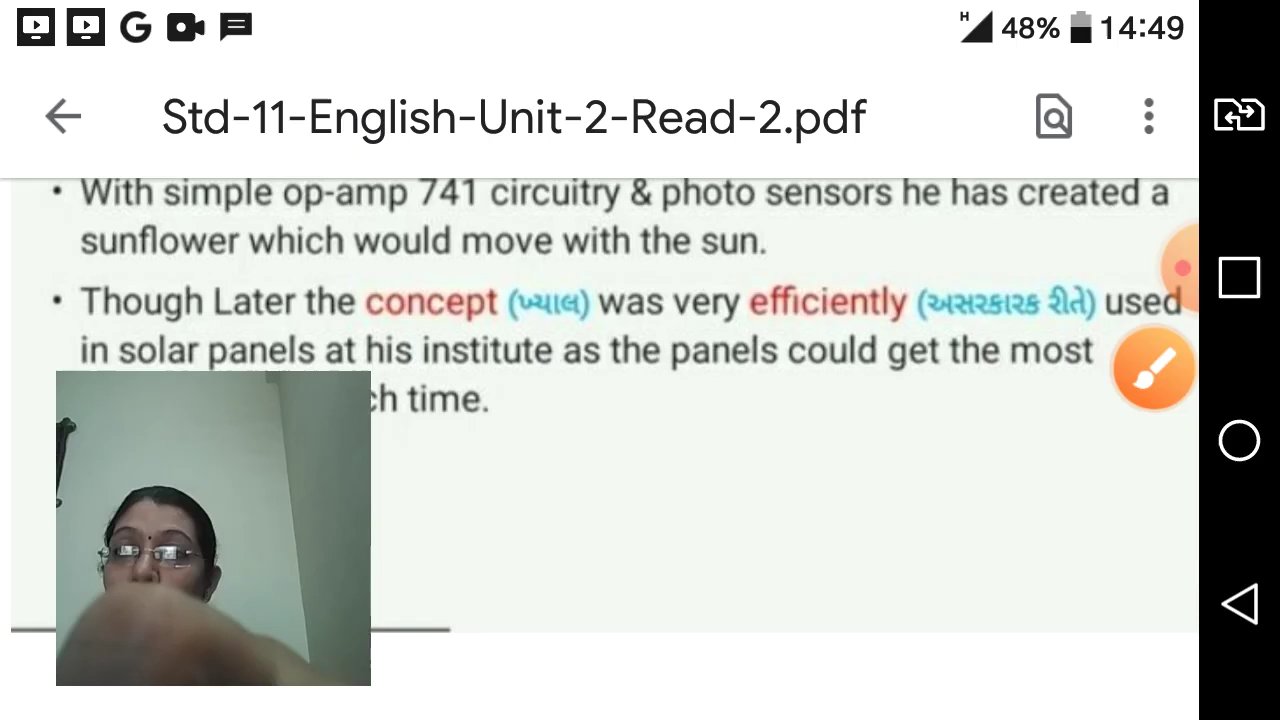 48% 14:49
Std-11-English-Unit-2-Read-2.pdf
• With simple op-amp 741 circuitry & photo sensors he has created a
sunflower which would move with the sun.
• Though Later the concept (ખ્યાલ) was very efficiently (અસરકારક રીતે) used
in solar panels at his institute as the panels could get the most
time.